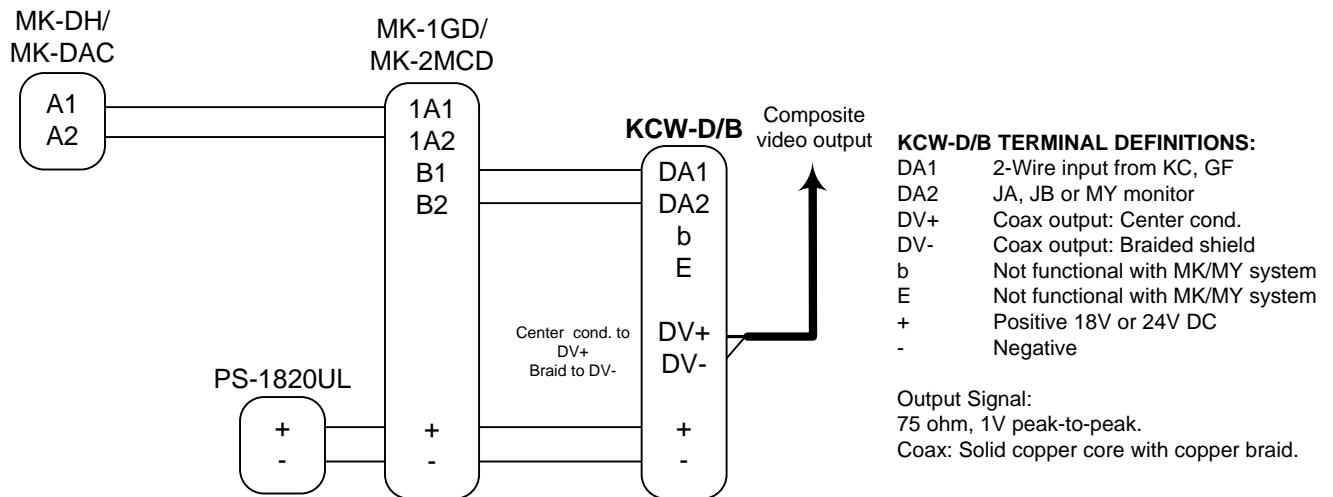 MK-DH/
MK-DAC
A1
A2
MK-1GD/
MK-2MCD
1A1
1A2
B1
B2
+
-
PS-1820UL
+
-
KCW-D/B
DA1
DA2
b
E
DV+
DV-
+
-
Composite
video output
Center cond. to
DV+
Braid to DV-
KCW-D/B TERMINAL DEFINITIONS:
DA1 2-Wire input from KC, GF
DA2 JA, JB or MY monitor
DV+ Coax output: Center cond.
DV- Coax output: Braided shield
b Not functional with MK/MY system
E Not functional with MK/MY system
+ Positive 18V or 24V DC
- Negative
Output Signal:
75 ohm, 1V peak-to-peak.
Coax: Solid copper core with copper braid.